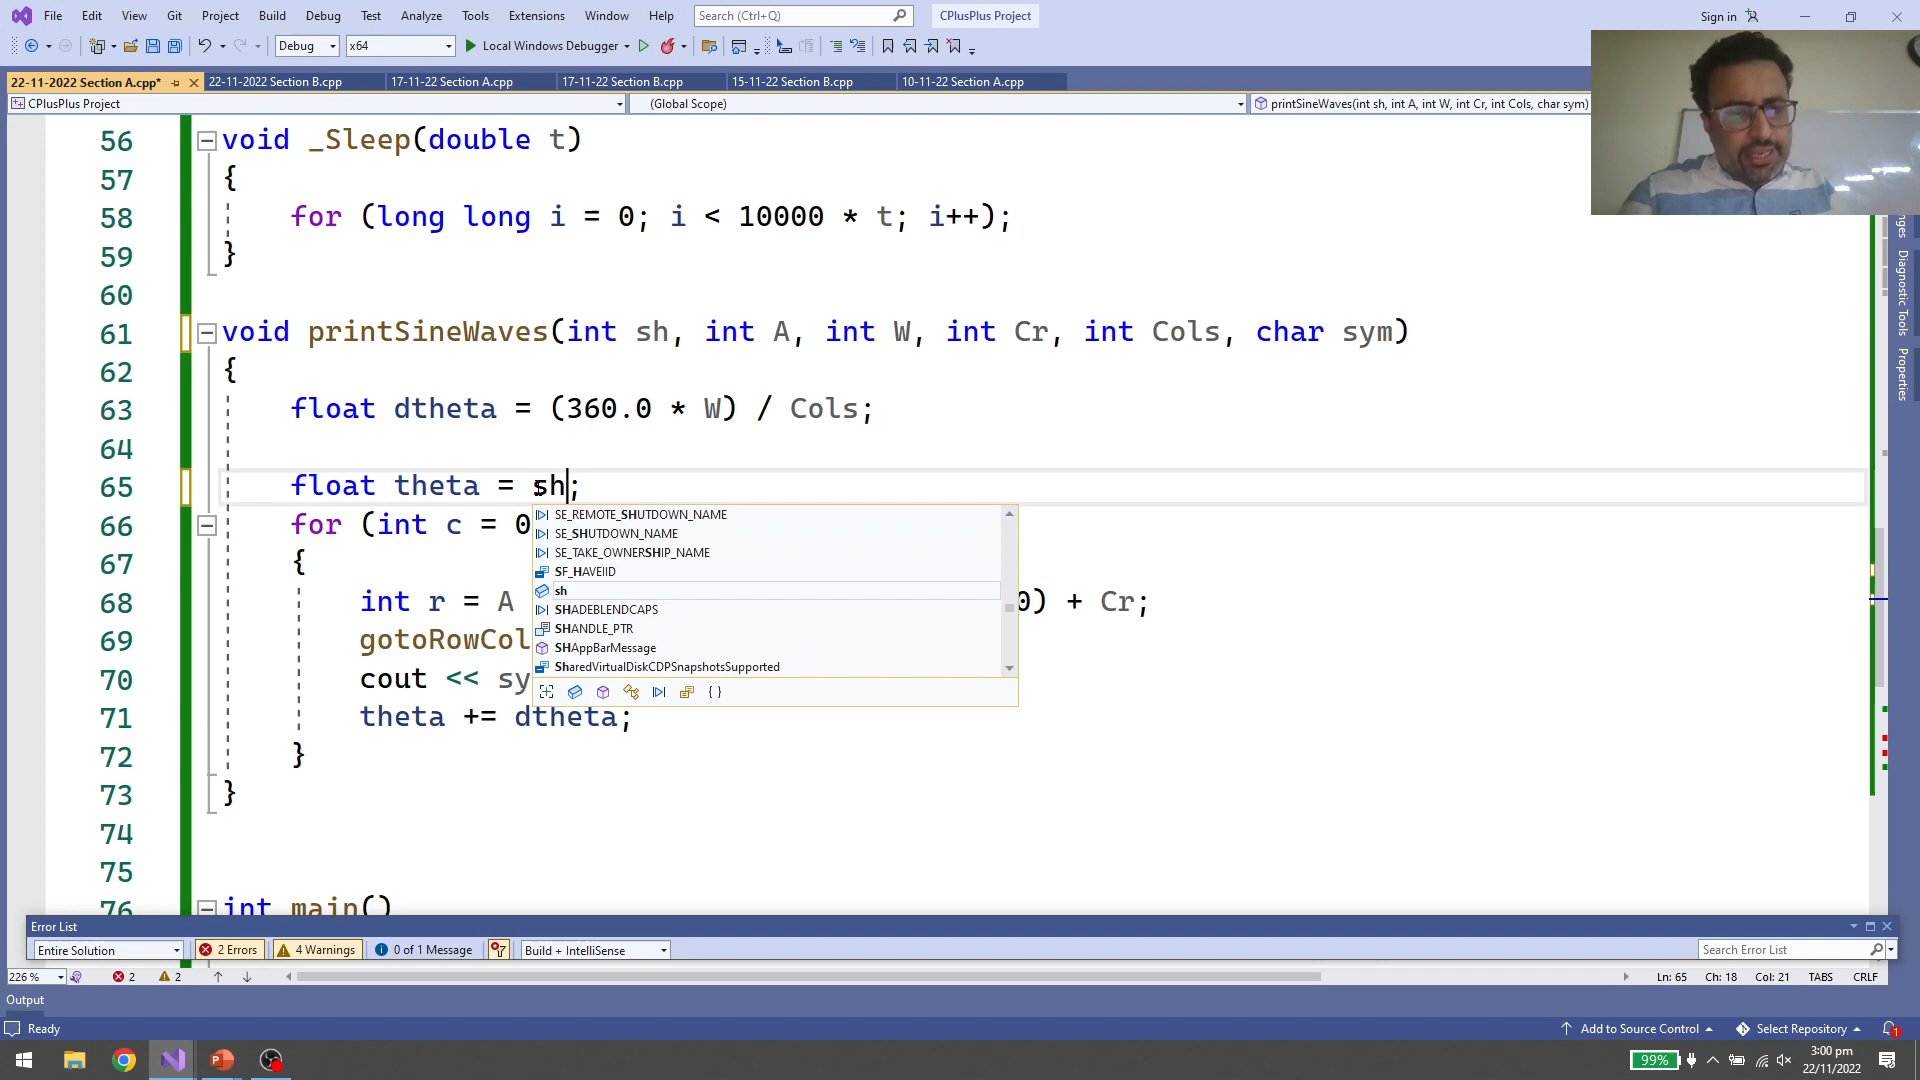 File Edit View Git Project Build Debug Test Analyze Tools Extensions Window Help Search (Ctrl+Q) CPlusPlus Project Sign in
Debug x64 Local Windows Debugger
22-11-2022 Section A.cpp* 22-11-2022 Section B.cpp 17-11-22 Section A.cpp 17-11-22 Section B.cpp 15-11-22 Section B.cpp 10-11-22 Section A.cpp
CPlusPlus Project (Global Scope) printSineWaves(int sh, int A, int W, int Cr, int Cols, char sym)
56 void _Sleep(double t)
57 {
58 for (long long i = 0; i < 10000 * t; i++);
59 }
60
61 void printSineWaves(int sh, int A, int W, int Cr, int Cols, char sym)
62 {
63 float dtheta = (360.0 * W) / Cols;
64
65 float theta = sh;
66 for (int c = 0
67 {
68 int r = A 0) + Cr;
69 gotoRowCol
70 cout << sy
71 theta += dtheta;
72 }
73 }
74
75
76 int main()
SE_REMOTE_SHUTDOWN_NAME
SE_SHUTDOWN_NAME
SE_TAKE_OWNERSHIP_NAME
SF_HAVEIID
sh
SHADEBLENDCAPS
SHANDLE_PTR
SHAppBarMessage
SharedVirtualDiskCDPSnapshotsSupported
{ }
nges
Diagnostic Tools
Properties
Error List
Entire Solution 2 Errors 4 Warnings 0 of 1 Message Build + IntelliSense Search Error List
226 % 2 2 Ln: 65 Ch: 18 Col: 21 TABS CRLF
Output
Ready Add to Source Control Select Repository 1
99% 3:00 pm
22/11/2022